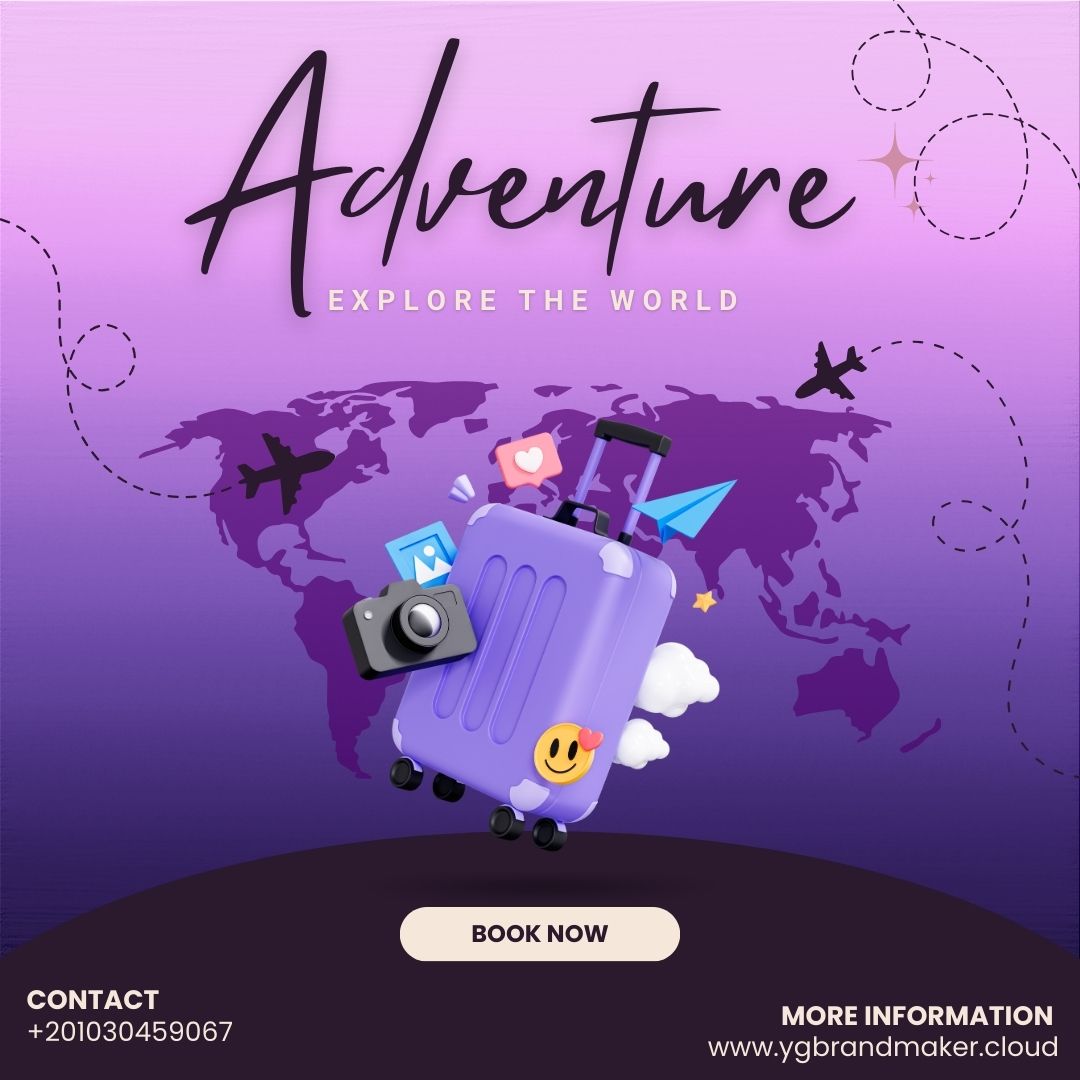 Adventure
EXPLORE THE WORLD
BOOK NOW
CONTACT
+201030459067
MORE INFORMATION
www.ygbrandmaker.cloud